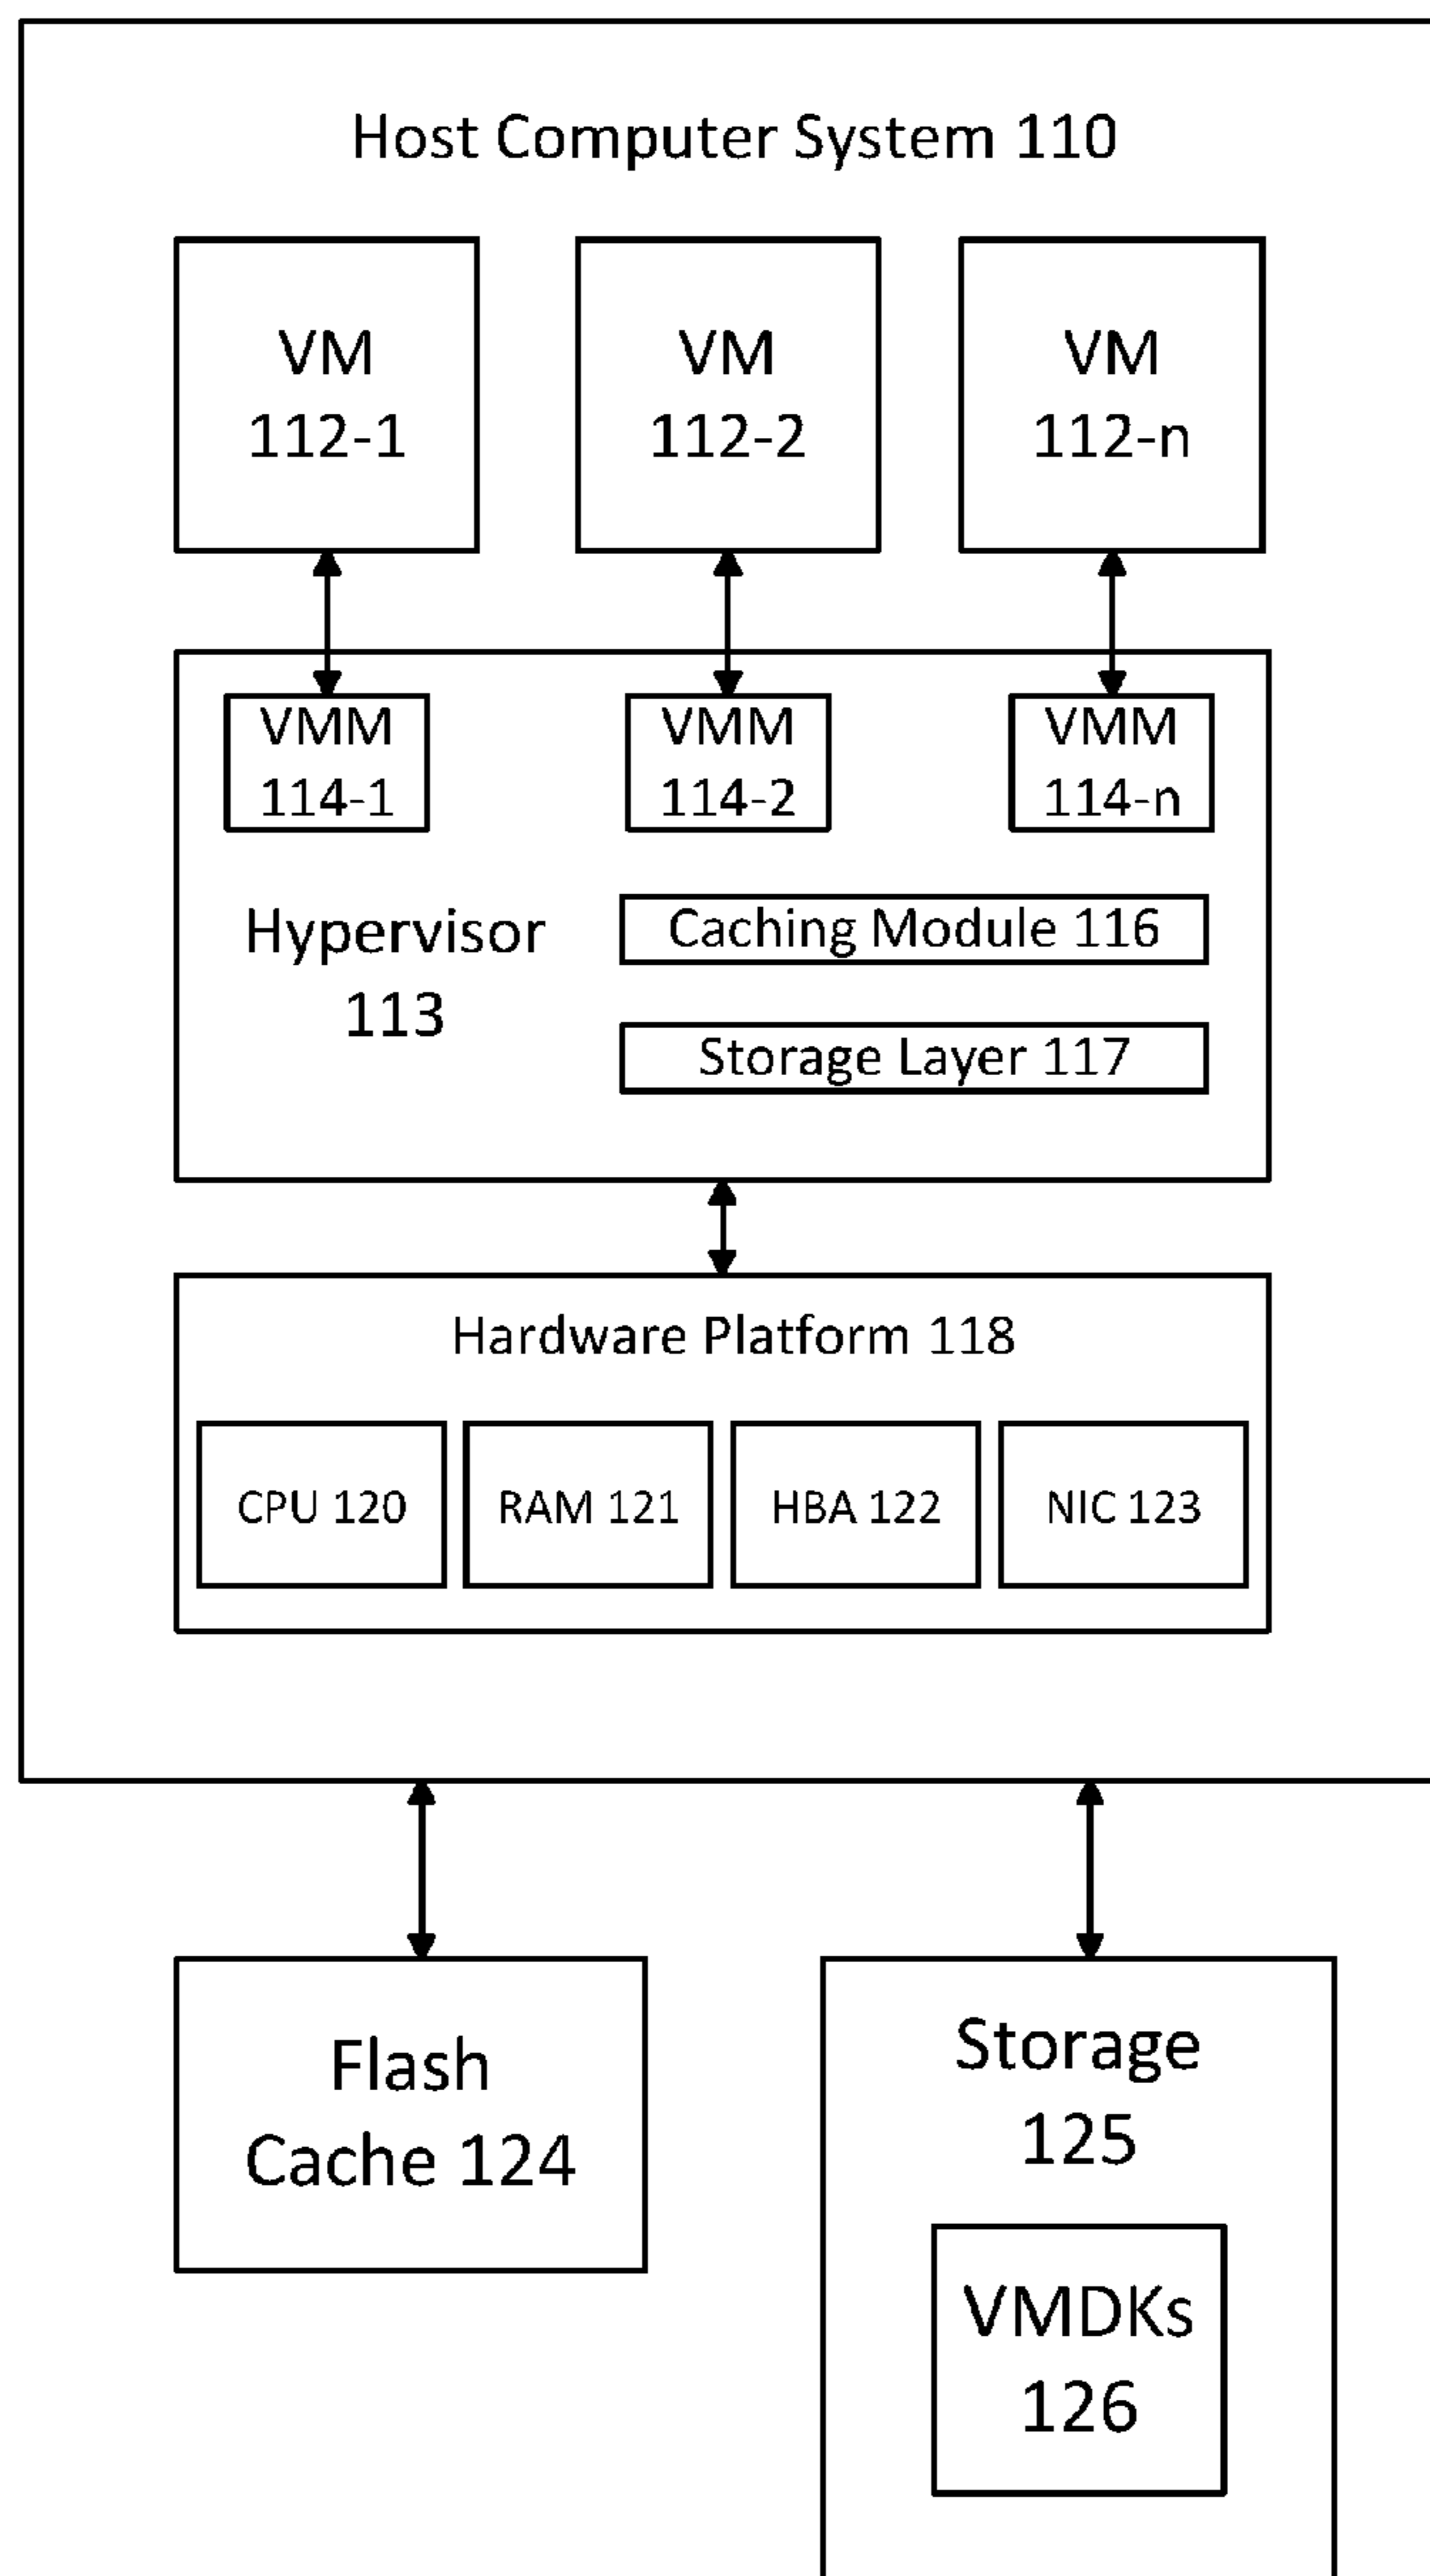 Host Computer System 110
VM
112-1
VM
112-2
VM
112-n
VMM
114-1
VMM
114-2
VMM
114-n
Hypervisor
113
Caching Module 116
Storage Layer 117
Hardware Platform 118
CPU 120
RAM 121
HBA 122
NIC 123
Flash
Cache 124
Storage
125
VMDKs
126